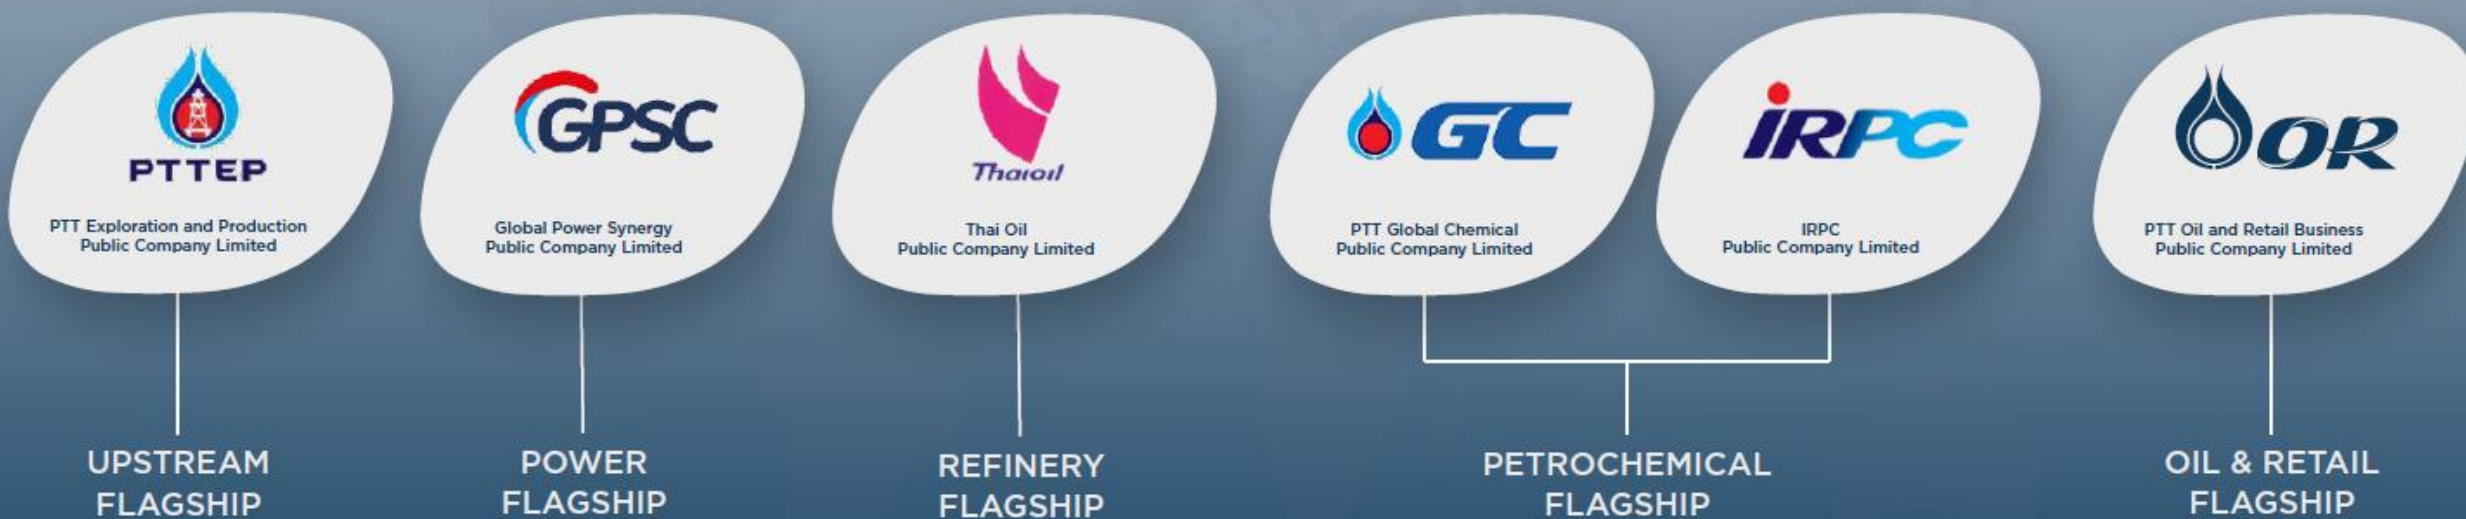 PTTEP
PTT Exploration and Production
Public Company Limited
UPSTREAM
FLAGSHIP
GPSC
Global Power Synergy
Public Company Limited
POWER
FLAGSHIP
Thaioil
Thai Oil
Public Company Limited
REFINERY
FLAGSHIP
GC
PTT Global Chemical
Public Company Limited
IRPC
IRPC
Public Company Limited
PETROCHEMICAL
FLAGSHIP
OR
PTT Oil and Retail Business
Public Company Limited
OIL & RETAIL
FLAGSHIP